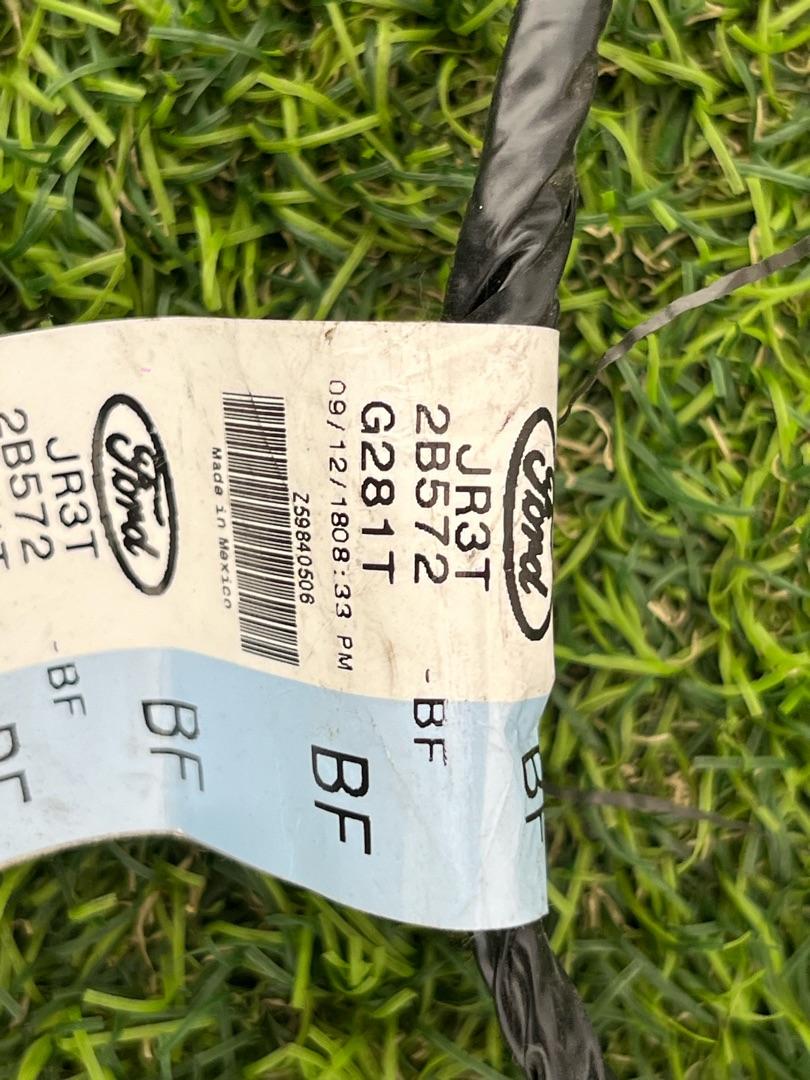 Ford
JR3T
2B572 -BF
G281T
09/12/1808:33 PM
Z59840506
Made in Mexico
BF
BF
Ford
JR3T
2B572 -BF
BF